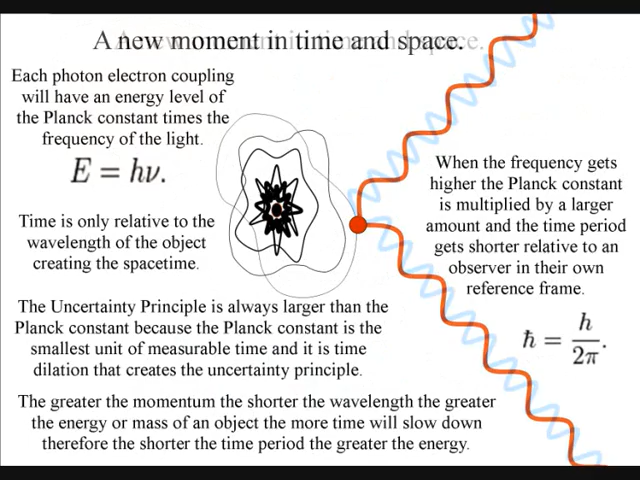 A new moment in time and space.
Each photon electron coupling
will have an energy level of
the Planck constant times the
frequency of the light.
E = hν.
Time is only relative to the
wavelength of the object
creating the spacetime.
When the frequency gets
higher the Planck constant
is multiplied by a larger
amount and the time period
gets shorter relative to an
observer in their own
reference frame.
ħ = h/2π.
The Uncertainty Principle is always larger than the
Planck constant because the Planck constant is the
smallest unit of measurable time and it is time
dilation that creates the uncertainty principle.
The greater the momentum the shorter the wavelength the greater
the energy or mass of an object the more time will slow down
therefore the shorter the time period the greater the energy.